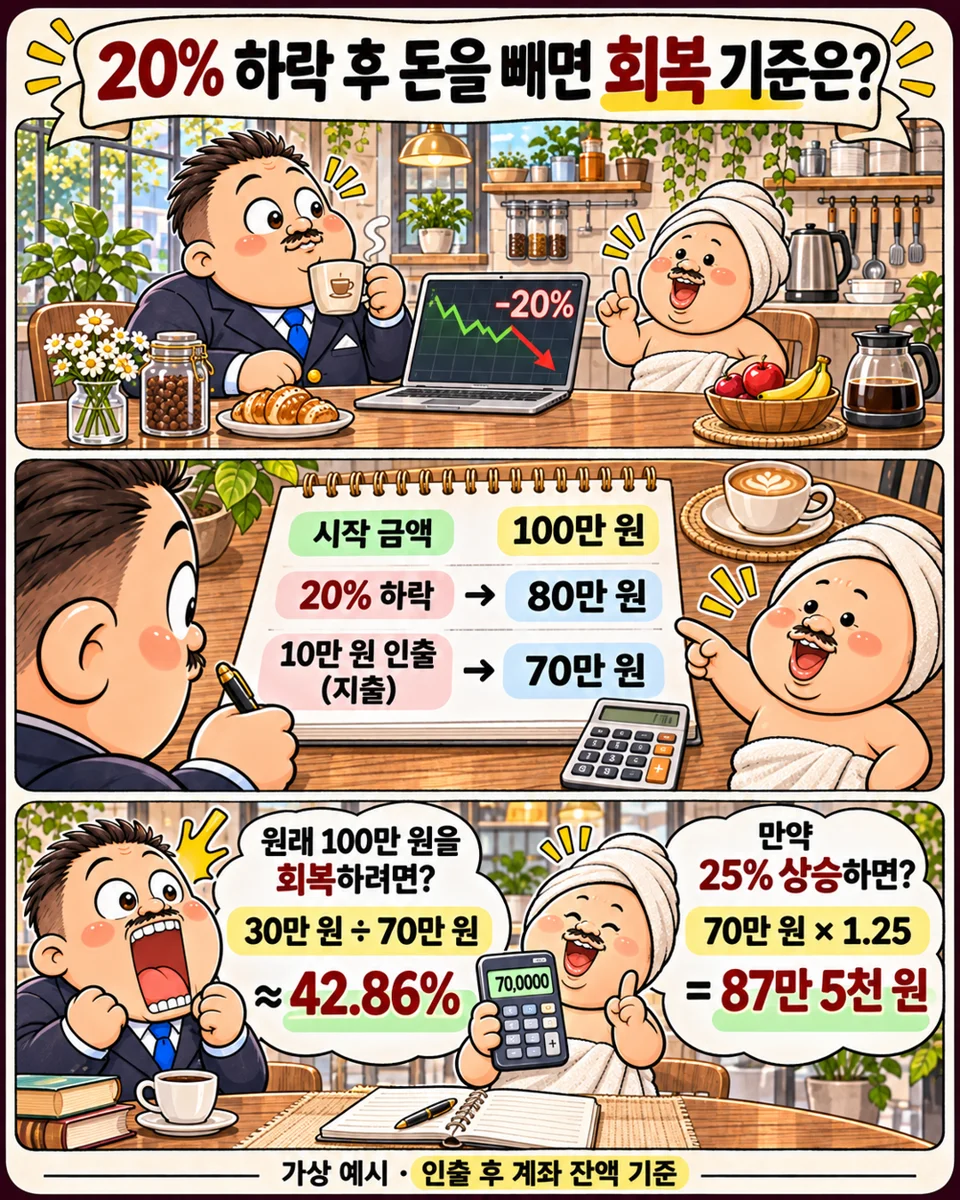 20% 하락 후 돈을 빼면 회복 기준은?
-20%
시작 금액 100만 원
20% 하락 → 80만 원
10만 원 인출
(지출) → 70만 원
원래 100만 원을
회복하려면?
30만 원 ÷ 70만 원
≈ 42.86%
70,0000
만약
25% 상승하면?
70만 원 × 1.25
= 87만 5천 원
가상 예시 · 인출 후 계좌 잔액 기준